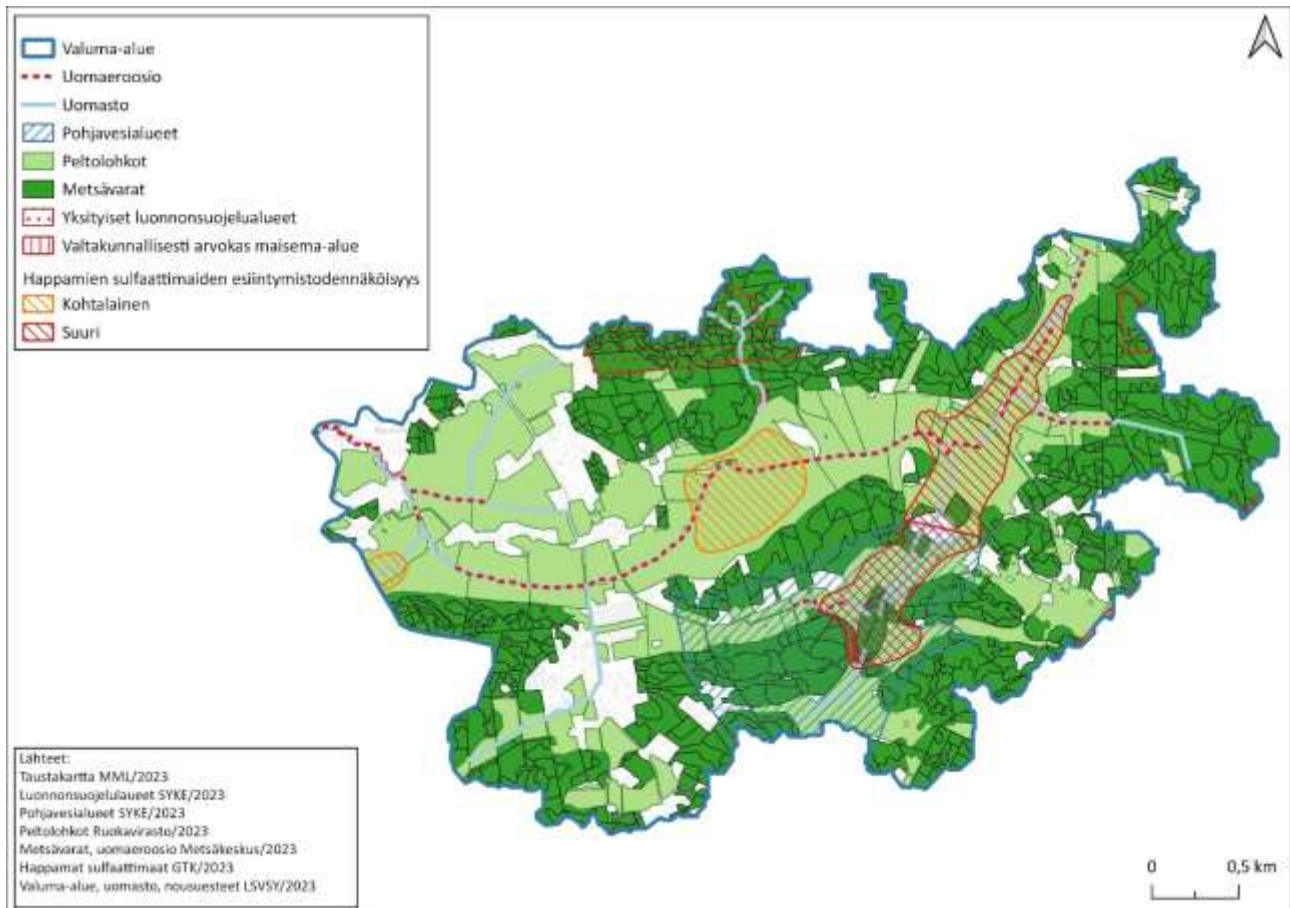 Valuma-alue
Uomaeroosio
Uomasto
Pohjavesialueet
Peltolohkot
Metsävarat
Yksityiset luonnonsuojelualueet
Valtakunnallisesti arvokas maisema-alue
Happamien sulfaattimaiden esiintymistodennäköisyys
Kohtalainen
Suuri
Lähteet:
Taustakartta MML/2023
Luonnonsuojelulaueet SYKE/2023
Pohjavesialueet SYKE/2023
Peltolohkot Ruokavirasto/2023
Metsävarat, uomaeroosio Metsäkeskus/2023
Happamat sulfaattimaat GTK/2023
Valuma-alue, uomasto, nousuesteet LSVSY/2023
0 0,5 km